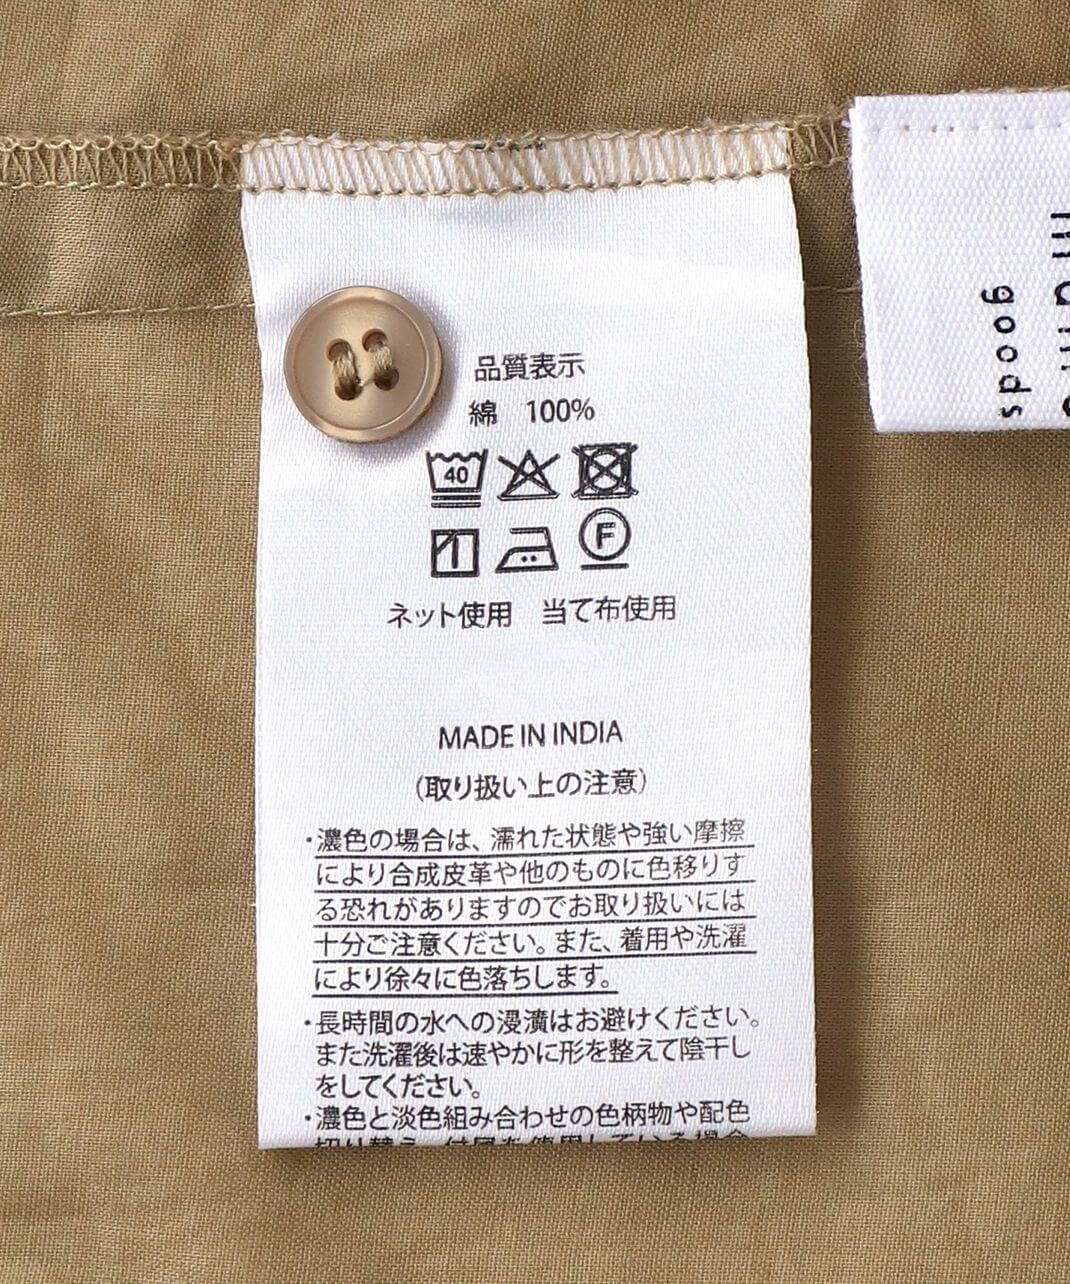 品質表示
綿 100%
40
F
ネット使用 当て布使用
MADE IN INDIA
(取り扱い上の注意)
・濃色の場合は、濡れた状態や強い摩擦
により合成皮革や他のものに色移りす
る恐れがありますのでお取り扱いには
十分ご注意ください。また、着用や洗濯
により徐々に色落ちします。
・長時間の水への浸漬はお避けください。
また洗濯後は速やかに形を整えて陰干し
をしてください。
・濃色と淡色組み合わせの色柄物や配色
goods